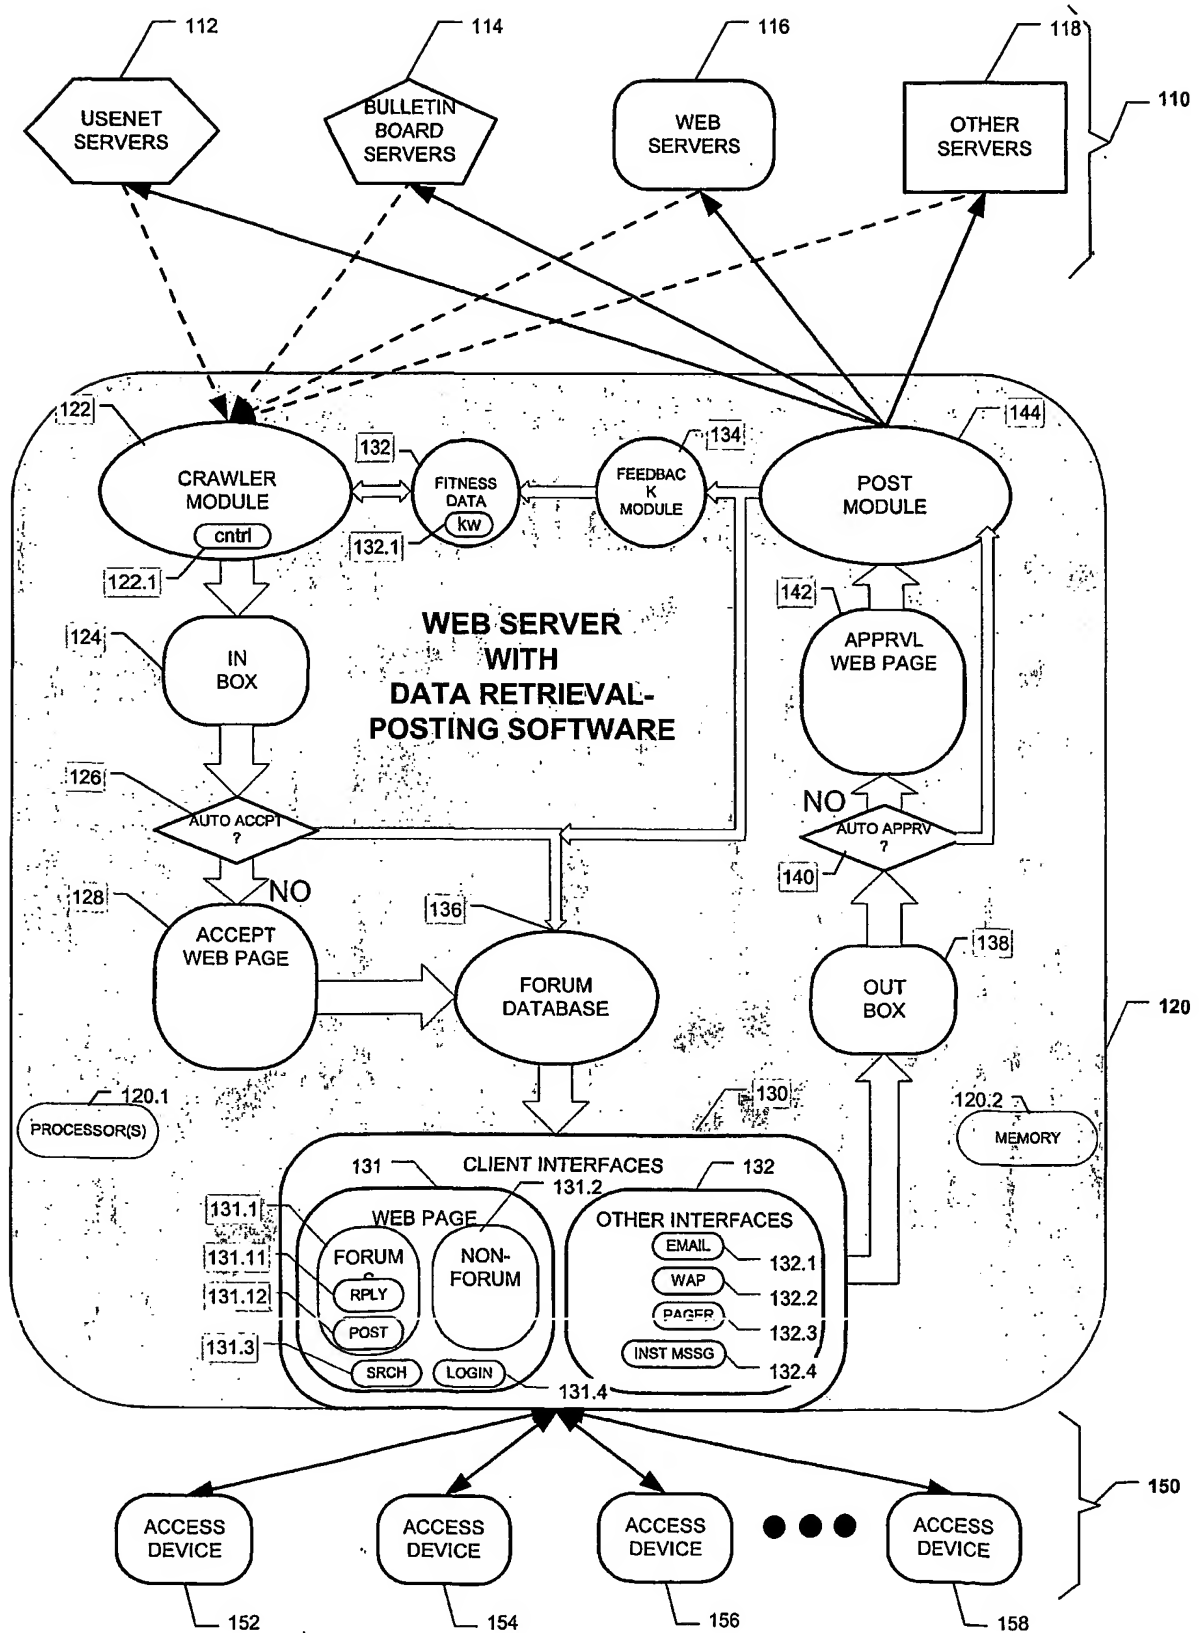 112
114
116
118
USENET
SERVERS
BULLETIN
BOARD
SERVERS
WEB
SERVERS
OTHER
SERVERS
110
122
CRAWLER
MODULE
cntrl
122.1
132
FITNESS
DATA
kw
132.1
134
FEEDBAC
K
MODULE
144
POST
MODULE
124
IN
BOX
WEB SERVER
WITH
DATA RETRIEVAL-
POSTING SOFTWARE
142
APPRVL
WEB PAGE
126
AUTO ACCPT
?
NO
NO
AUTO APPRV
?
140
128
ACCEPT
WEB PAGE
136
FORUM
DATABASE
138
OUT
BOX
120
120.1
PROCESSOR(S)
120.2
MEMORY
130
CLIENT INTERFACES
131
131.2
132
131.1
WEB PAGE
FORUM
S
NON-
FORUM
131.11
RPLY
131.12
POST
131.3
SRCH
LOGIN
131.4
OTHER INTERFACES
EMAIL
132.1
WAP
132.2
PAGER
132.3
INST MSSG
132.4
150
ACCESS
DEVICE
ACCESS
DEVICE
ACCESS
DEVICE
ACCESS
DEVICE
152
154
156
158